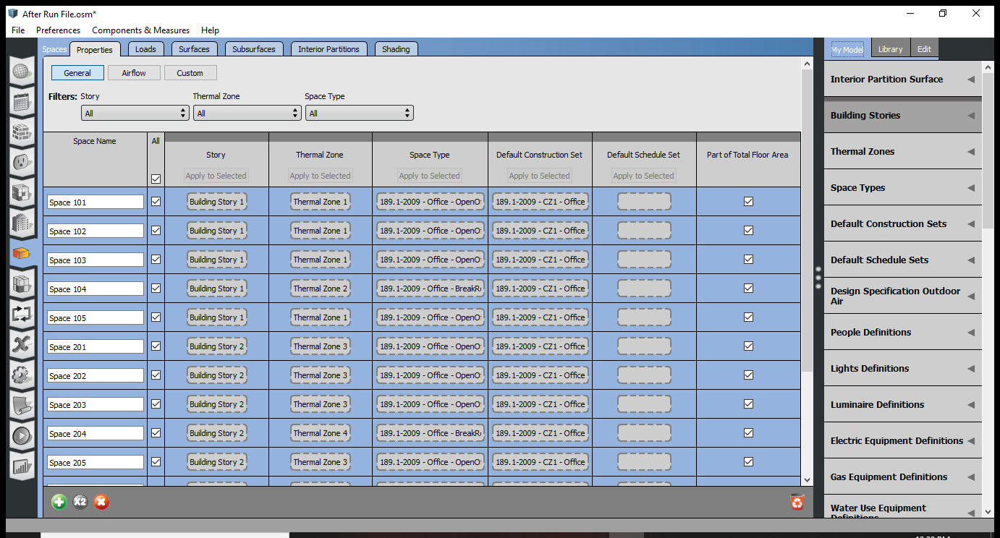 After Run File.osm*
File Preferences Components & Measures Help
Spaces Properties Loads Surfaces Subsurfaces Interior Partitions Shading
My Model Library Edit
General Airflow Custom
Filters: Story Thermal Zone Space Type
All All All
Space Name All Story Thermal Zone Space Type Default Construction Set Default Schedule Set Part of Total Floor Area
Apply to Selected Apply to Selected Apply to Selected Apply to Selected Apply to Selected
Space 101 Building Story 1 Thermal Zone 1 189.1-2009 - Office - OpenO 189.1-2009 - CZ1 - Office
Space 102 Building Story 1 Thermal Zone 1 189.1-2009 - Office - OpenO 189.1-2009 - CZ1 - Office
Space 103 Building Story 1 Thermal Zone 1 189.1-2009 - Office - OpenO 189.1-2009 - CZ1 - Office
Space 104 Building Story 1 Thermal Zone 2 189.1-2009 - Office - BreakR 189.1-2009 - CZ1 - Office
Space 105 Building Story 1 Thermal Zone 1 189.1-2009 - Office - OpenO 189.1-2009 - CZ1 - Office
Space 201 Building Story 2 Thermal Zone 3 189.1-2009 - Office - OpenO 189.1-2009 - CZ1 - Office
Space 202 Building Story 2 Thermal Zone 3 189.1-2009 - Office - OpenO 189.1-2009 - CZ1 - Office
Space 203 Building Story 2 Thermal Zone 3 189.1-2009 - Office - OpenO 189.1-2009 - CZ1 - Office
Space 204 Building Story 2 Thermal Zone 4 189.1-2009 - Office - BreakR 189.1-2009 - CZ1 - Office
Space 205 Building Story 2 Thermal Zone 3 189.1-2009 - Office - OpenO 189.1-2009 - CZ1 - Office
X2
Interior Partition Surface
Building Stories
Thermal Zones
Space Types
Default Construction Sets
Default Schedule Sets
Design Specification Outdoor
Air
People Definitions
Lights Definitions
Luminaire Definitions
Electric Equipment Definitions
Gas Equipment Definitions
Water Use Equipment
Definitions